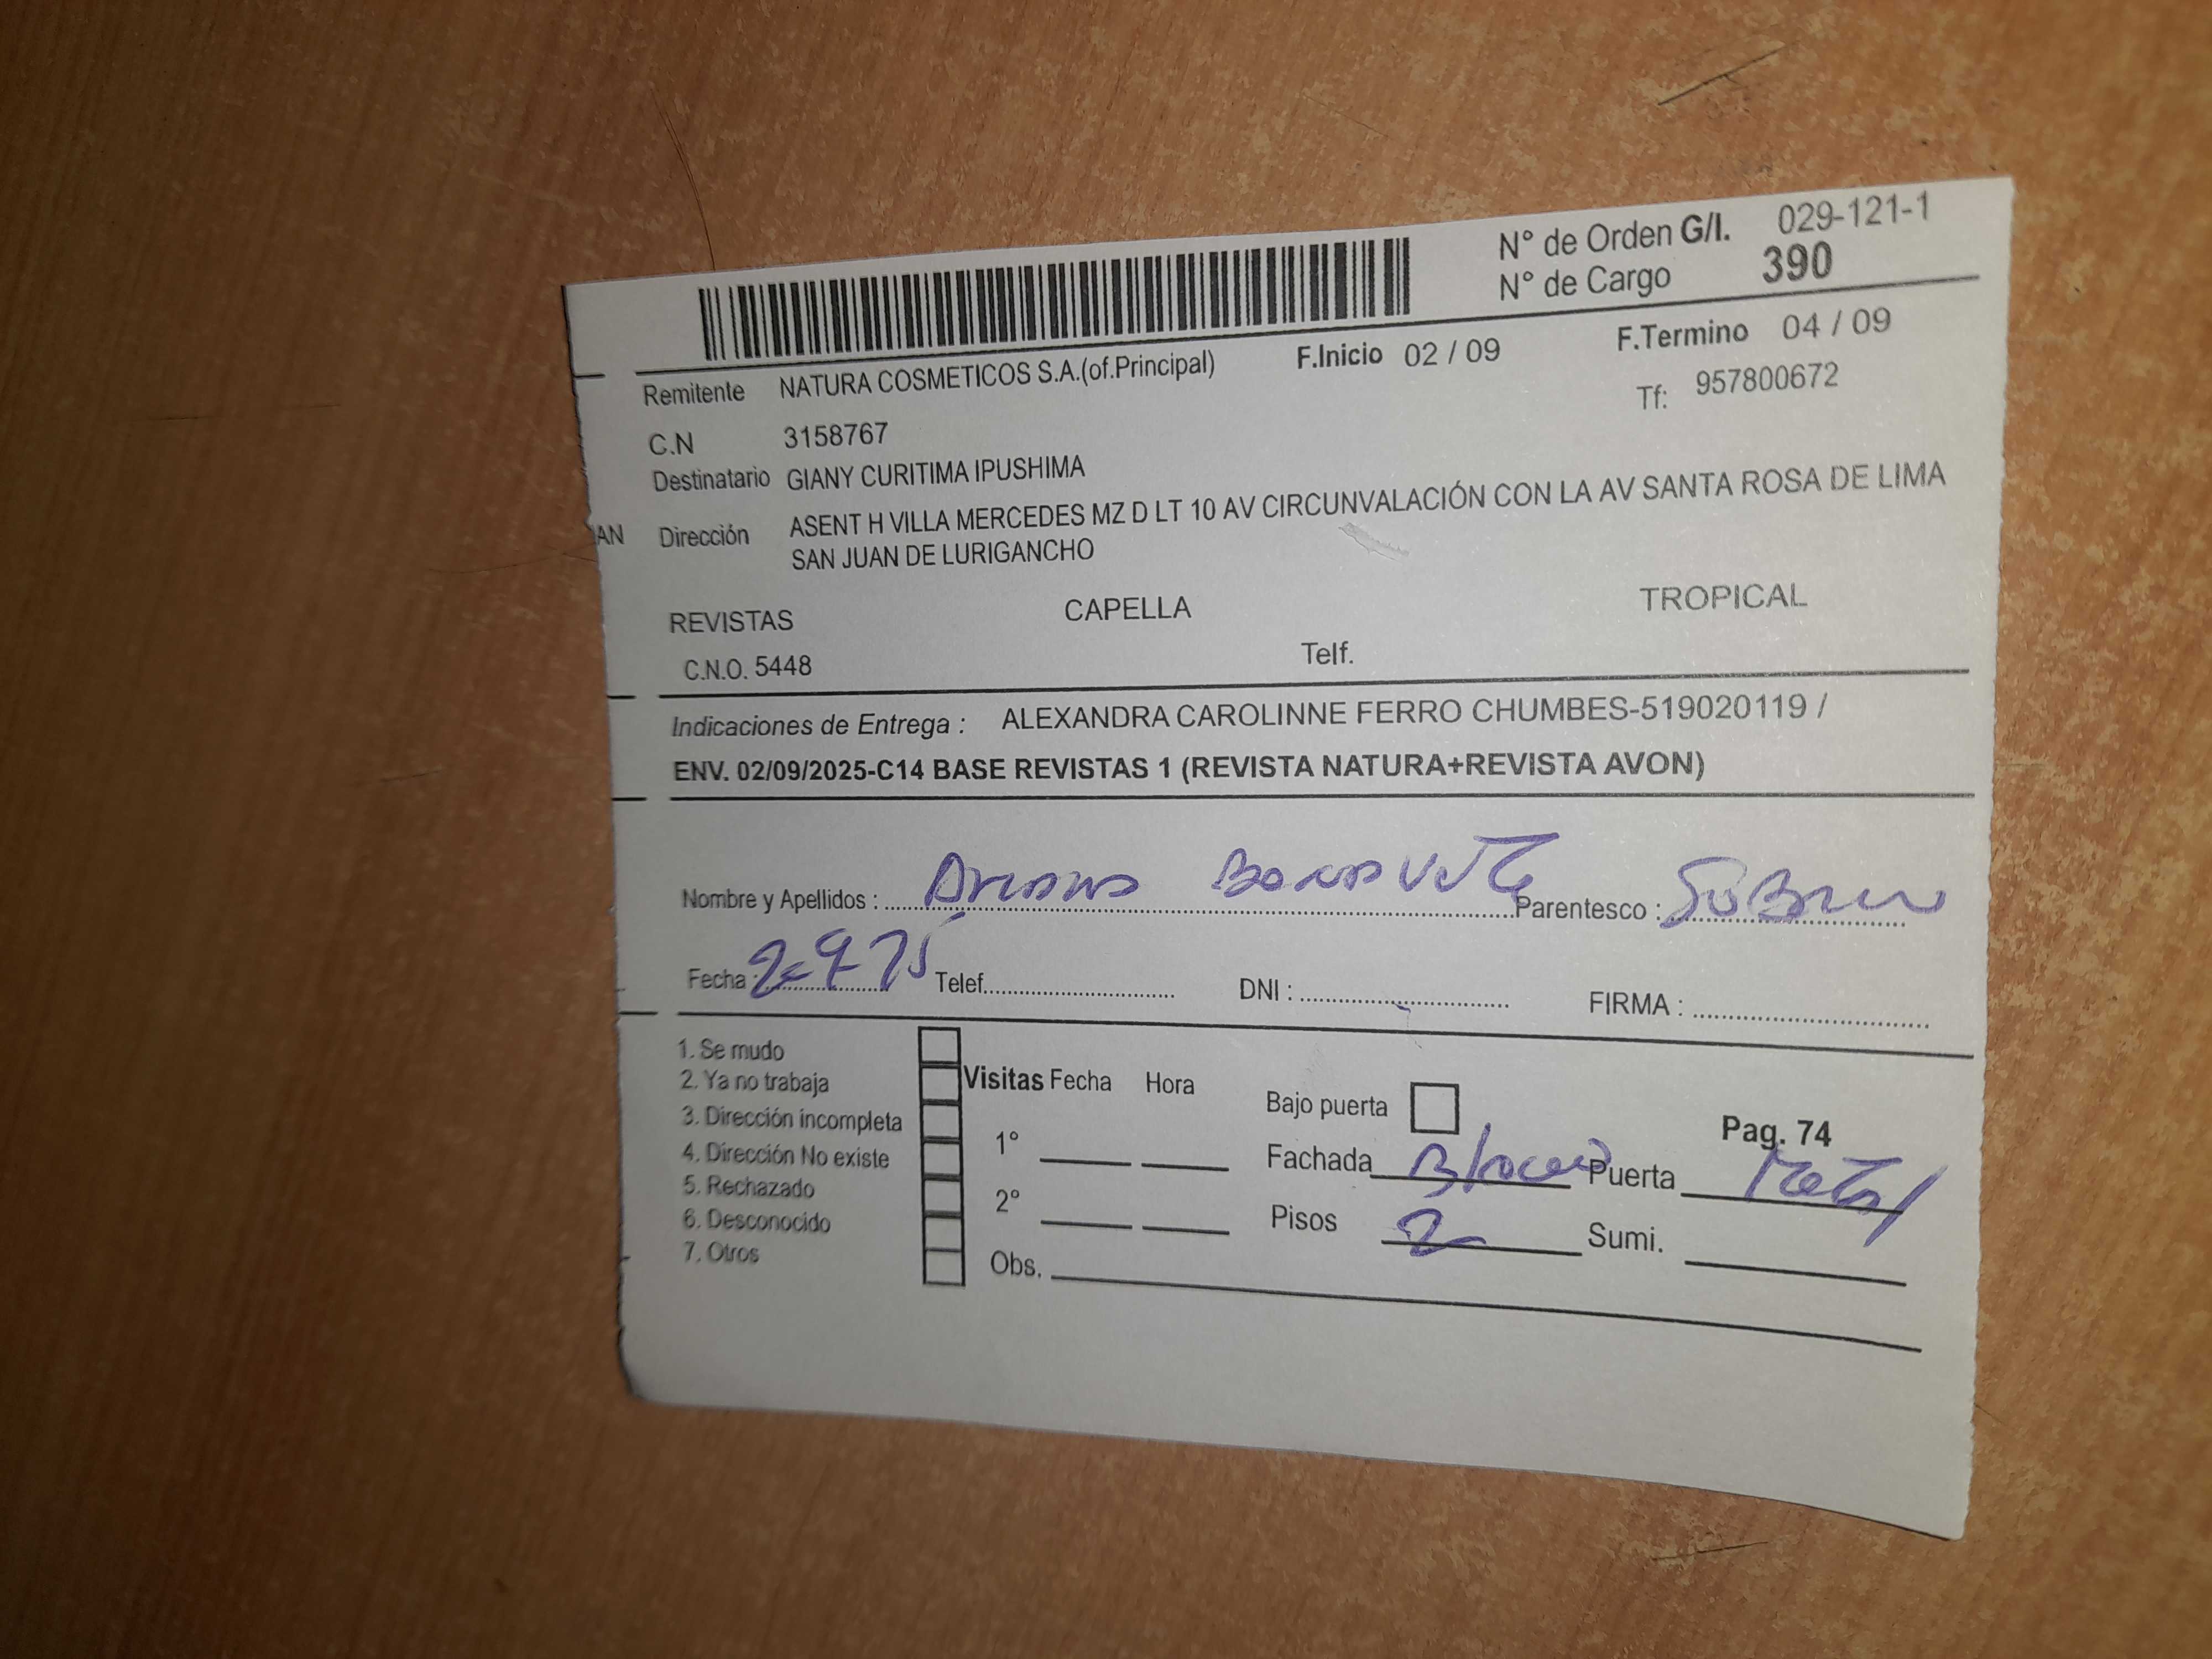 N° de Orden G/I. 029-121-1
N° de Cargo 390
Remitente NATURA COSMETICOS S.A.(of.Principal) F.Inicio 02 / 09 F.Termino 04 / 09
C.N 3158767 Tf: 957800672
Destinatario GIANY CURITIMA IPUSHIMA
AN Dirección ASENT H VILLA MERCEDES MZ D LT 10 AV CIRCUNVALACIÓN CON LA AV SANTA ROSA DE LIMA
SAN JUAN DE LURIGANCHO
REVISTAS CAPELLA TROPICAL
C.N.O. 5448 Telf.
Indicaciones de Entrega : ALEXANDRA CAROLINNE FERRO CHUMBES-519020119 /
ENV. 02/09/2025-C14 BASE REVISTAS 1 (REVISTA NATURA+REVISTA AVON)
Nombre y Apellidos : Parentesco :
Fecha : Telef. DNI : FIRMA :
1. Se mudo
2. Ya no trabaja Visitas Fecha Hora
3. Dirección incompleta Bajo puerta Pag. 74
4. Dirección No existe 1° Fachada Puerta Metal
5. Rechazado
6. Desconocido 2° Pisos 2 Sumi.
7. Otros Obs.